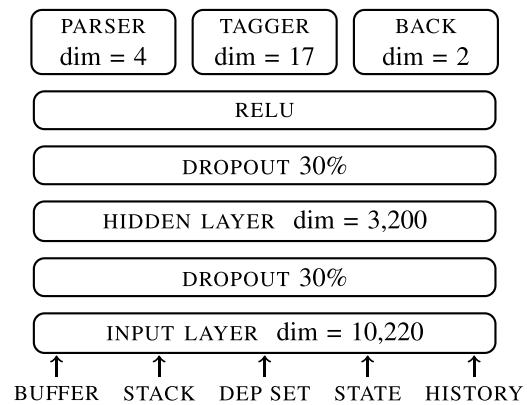 PARSER
dim = 4
TAGGER
dim = 17
BACK
dim = 2
RELU
DROPOUT 30%
HIDDEN LAYER dim = 3,200
DROPOUT 30%
INPUT LAYER dim = 10,220
BUFFER STACK DEP SET STATE HISTORY